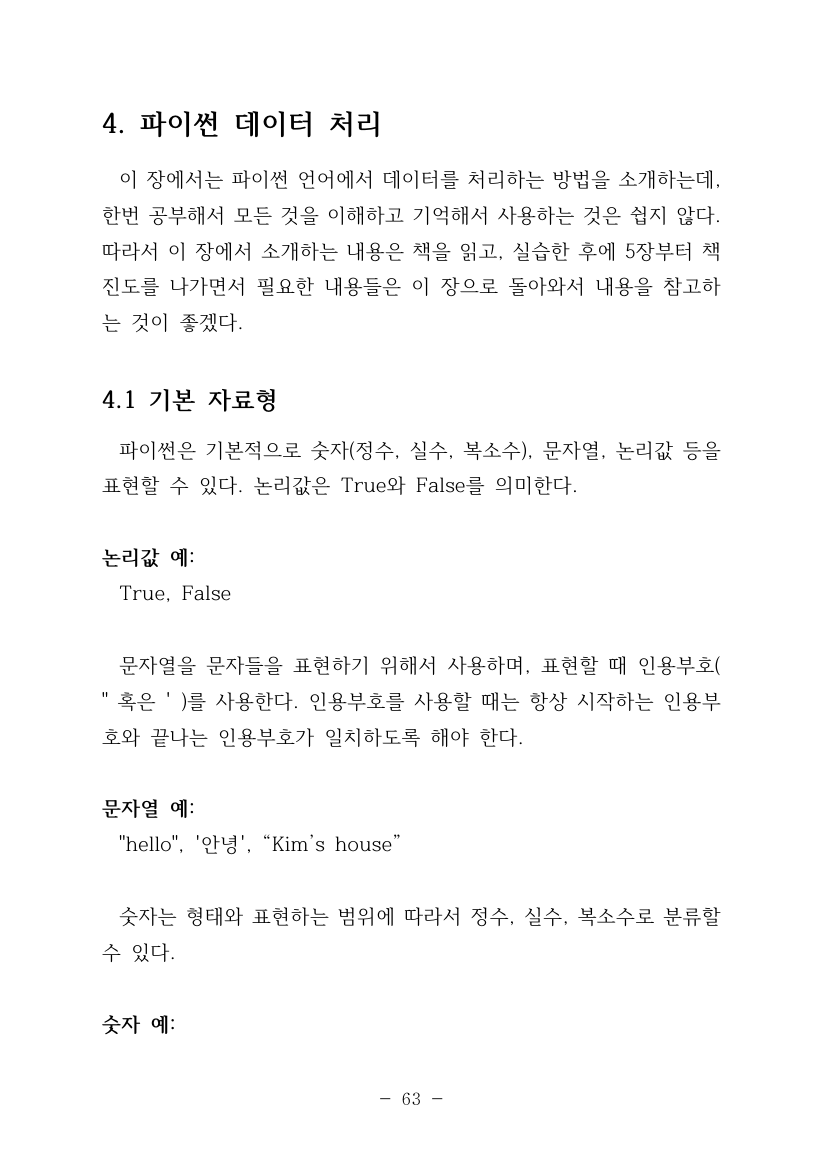 4. 파이썬 데이터 처리
이 장에서는 파이썬 언어에서 데이터를 처리하는 방법을 소개하는데,
한번 공부해서 모든 것을 이해하고 기억해서 사용하는 것은 쉽지 않다.
따라서 이 장에서 소개하는 내용은 책을 읽고, 실습한 후에 5장부터 책
진도를 나가면서 필요한 내용들은 이 장으로 돌아와서 내용을 참고하
는 것이 좋겠다.
4.1 기본 자료형
파이썬은 기본적으로 숫자(정수, 실수, 복소수), 문자열, 논리값 등을
표현할 수 있다. 논리값은 True와 False를 의미한다.
논리값 예:
True, False
문자열을 문자들을 표현하기 위해서 사용하며, 표현할 때 인용부호(
" 혹은 ' )를 사용한다. 인용부호를 사용할 때는 항상 시작하는 인용부
호와 끝나는 인용부호가 일치하도록 해야 한다.
문자열 예:
"hello", '안녕', “Kim’s house”
숫자는 형태와 표현하는 범위에 따라서 정수, 실수, 복소수로 분류할
수 있다.
숫자 예:
- 63 -